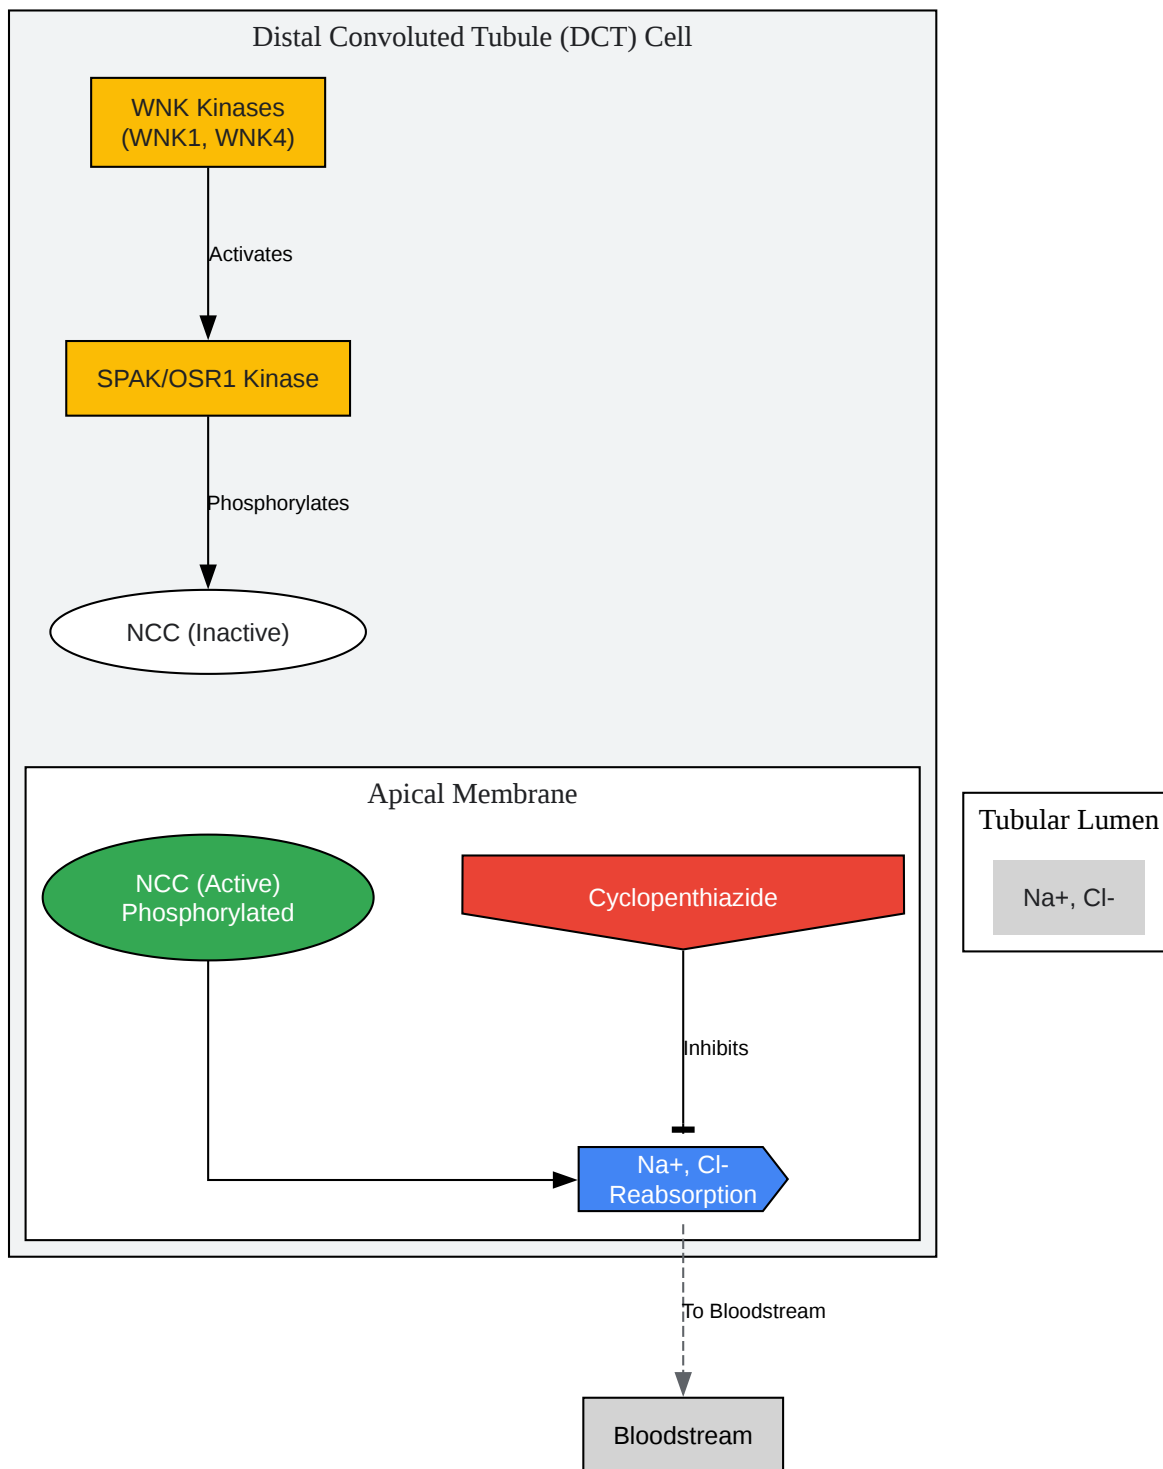 Distal Convoluted Tubule (DCT) Cell
WNK Kinases
(WNK1, WNK4)
Activates
SPAK/OSR1 Kinase
Phosphorylates
NCC (Inactive)
Apical Membrane
NCC (Active)
Phosphorylated
Cyclopenthiazide
Tubular Lumen
Na+, Cl-
Inhibits
Na+, Cl-
Reabsorption
To Bloodstream
Bloodstream